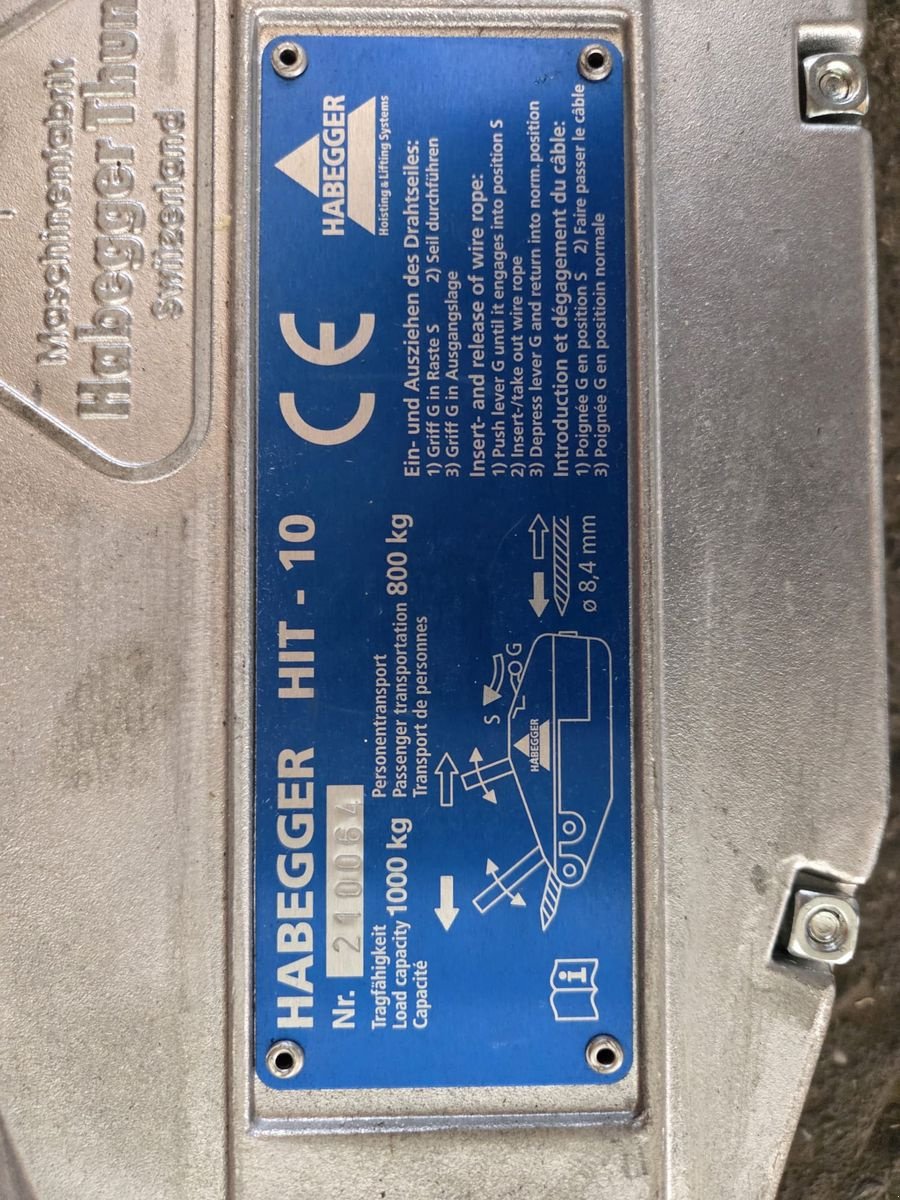 Maschinenfabrik
Habegger Thun
Switzerland
HABEGGER HIT - 10
Nr. 210064
Tragfähigkeit
Load capacity 1000 kg
Capacité
Personentransport
Passenger transportation 800 kg
Transport de personnes
S
G
HABEGGER
ø 8,4 mm
i
CE
HABEGGER
Hoisting & Lifting Systems
Ein- und Ausziehen des Drahtseiles:
1) Griff G in Raste S 2) Seil durchführen
3) Griff G in Ausgangslage
Insert- and release of wire rope:
1) Push lever G until it engages into position S
2) Insert-/take out wire rope
3) Depress lever G and return into norm. position
Introduction et dégagement du câble:
1) Poignée G en position S 2) Faire passer le câble
3) Poignée G en positoin normale